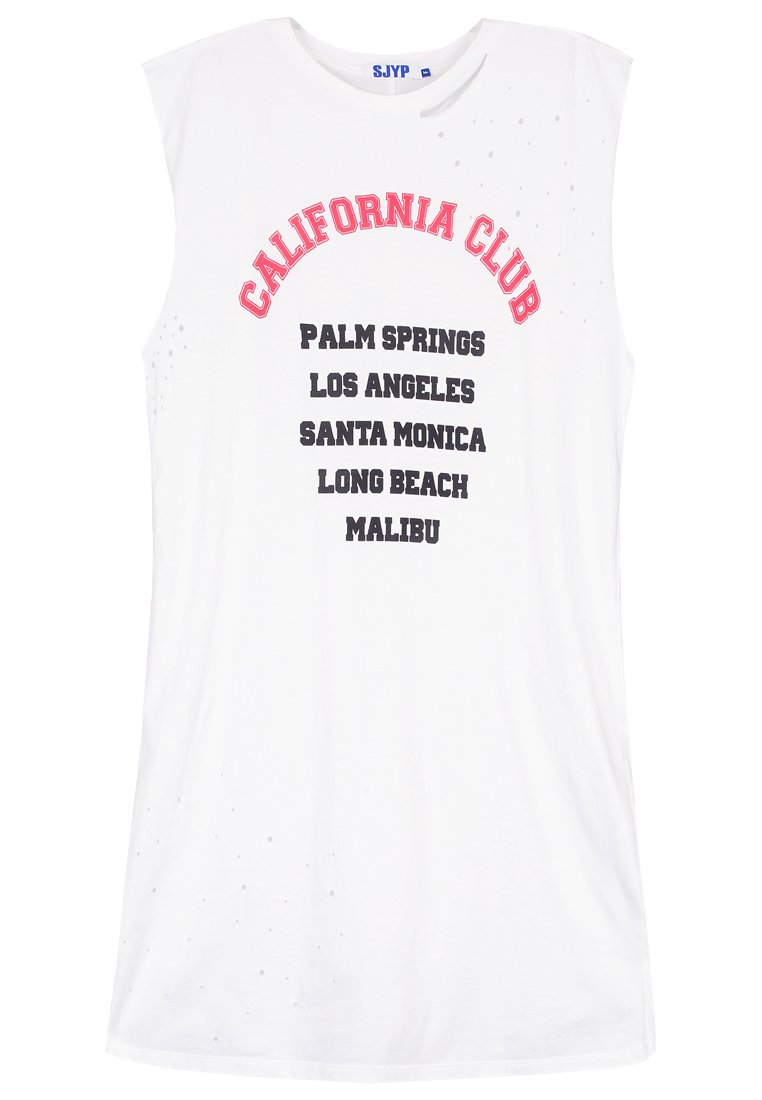 SJYP
CALIFORNIA CLUB
PALM SPRINGS
LOS ANGELES
SANTA MONICA
LONG BEACH
MALIBU